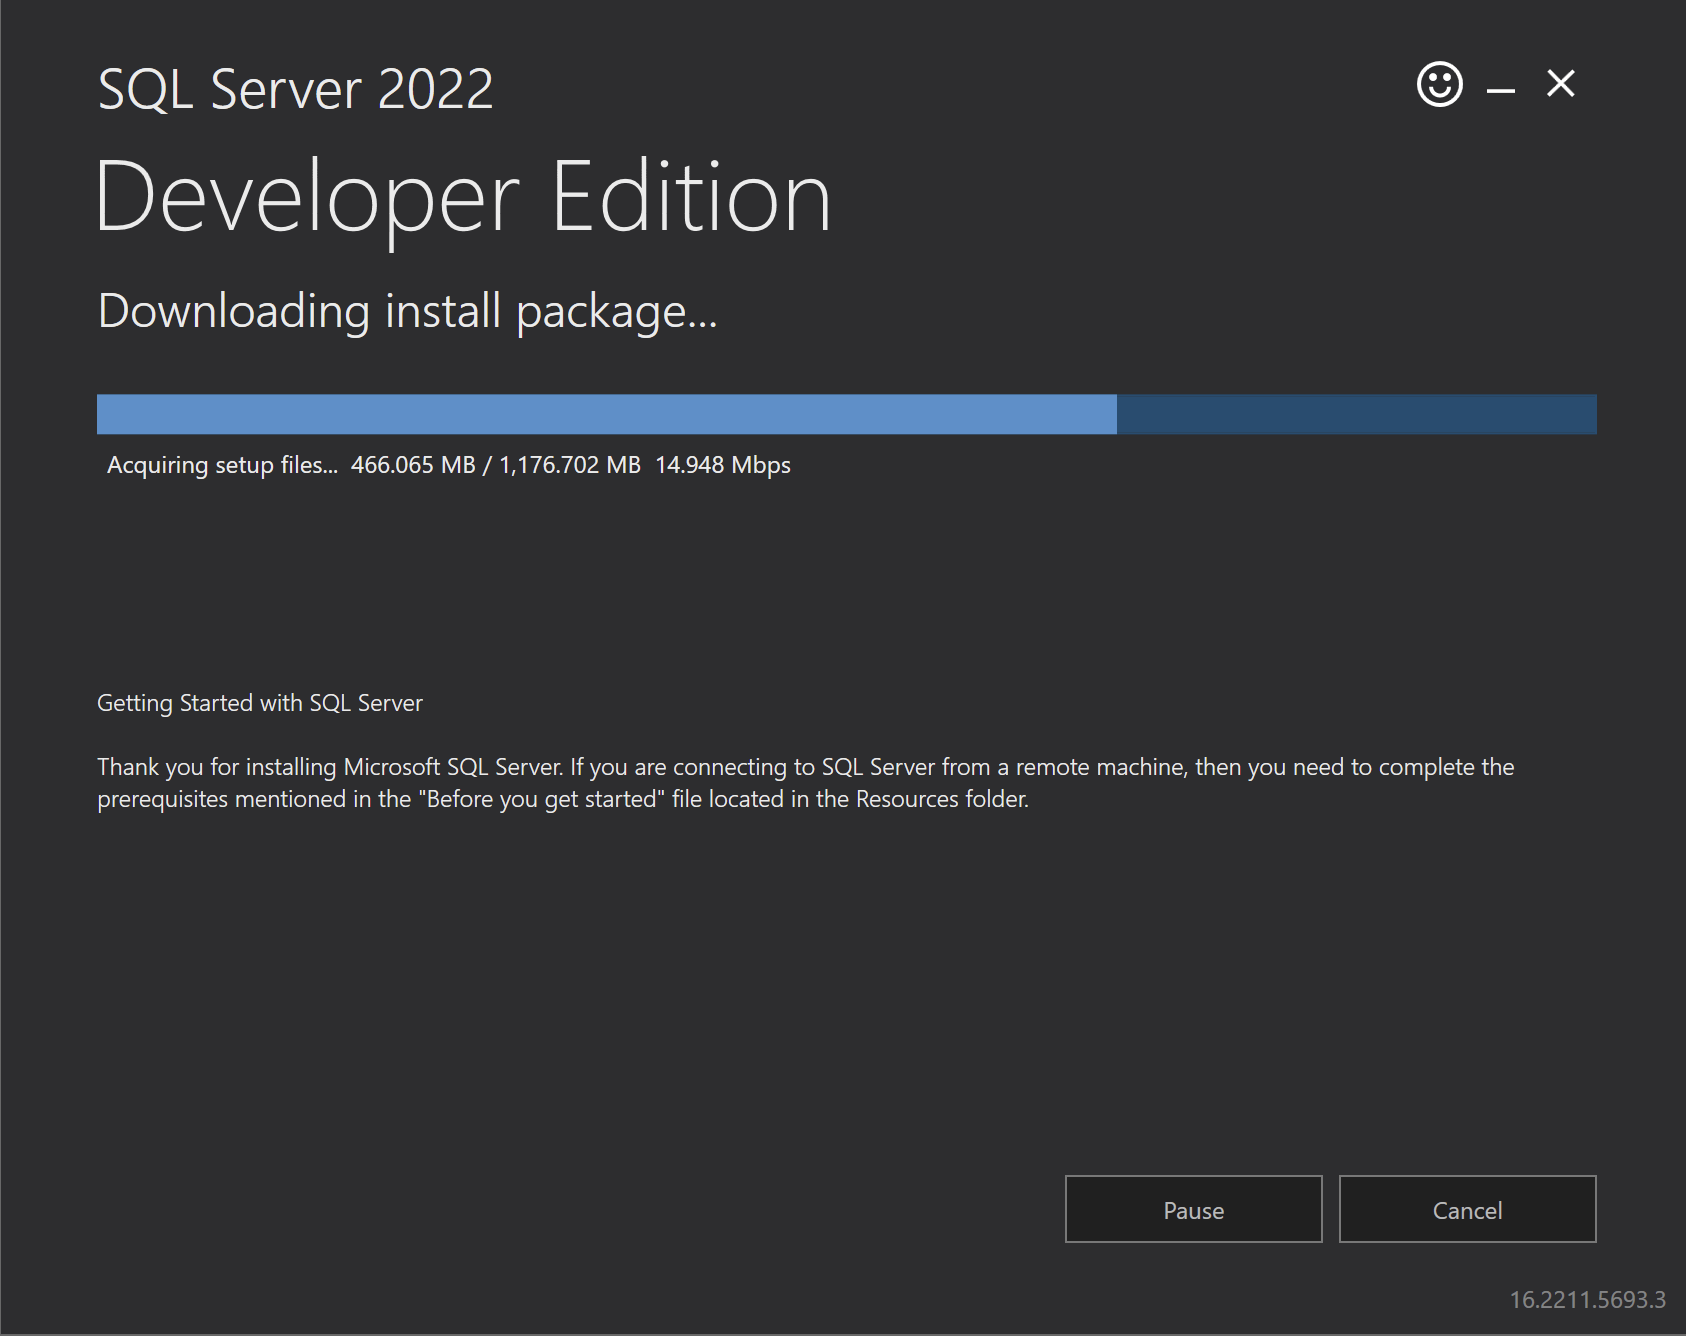 SQL Server 2022
Developer Edition
Downloading install package...
Acquiring setup files... 466.065 MB / 1,176.702 MB 14.948 Mbps
Getting Started with SQL Server
Thank you for installing Microsoft SQL Server. If you are connecting to SQL Server from a remote machine, then you need to complete the
prerequisites mentioned in the "Before you get started" file located in the Resources folder.
Pause
Cancel
16.2211.5693.3